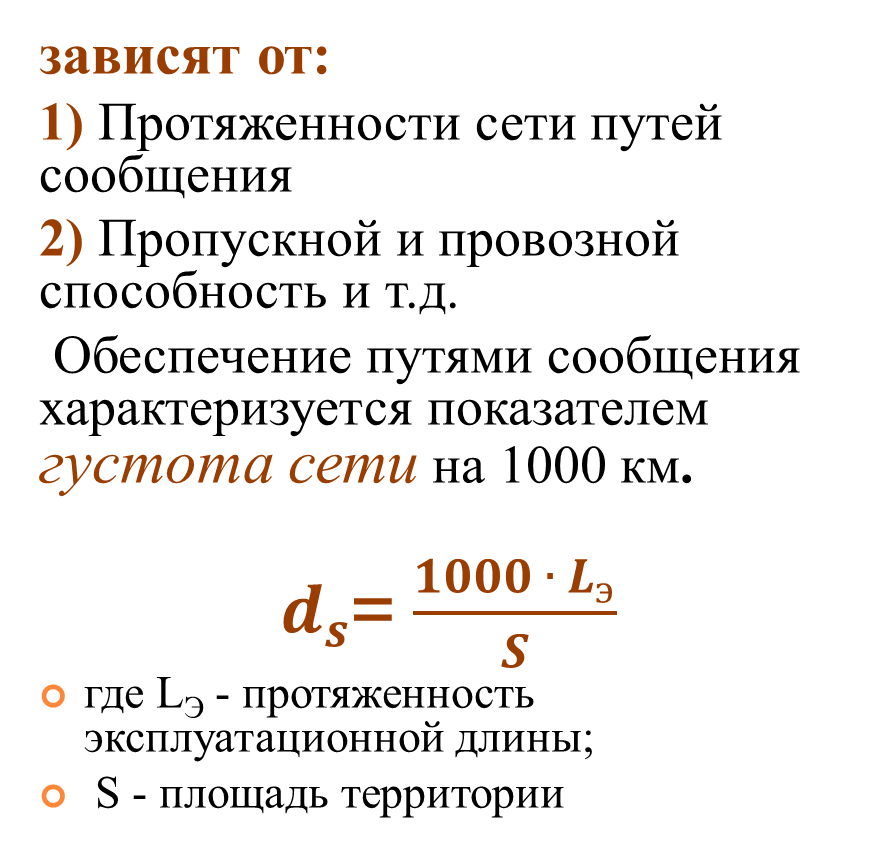 зависят от:
1) Протяженности сети путей
сообщения
2) Пропускной и провозной
способность и т.д.
Обеспечение путями сообщения
характеризуется показателем
густота сети на 1000 км.
d_s = \frac{1000 · L_Э}{S}
где L_Э - протяженность
эксплуатационной длины;
S - площадь территории